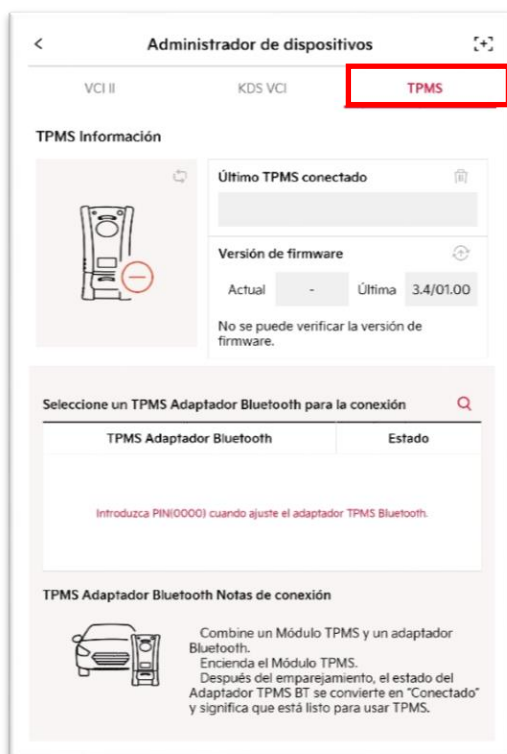 Administrador de dispositivos
VCI II KDS VCI TPMS
TPMS Información
Último TPMS conectado
Versión de firmware
Actual - Última 3.4/01.00
No se puede verificar la versión de
firmware.
Seleccione un TPMS Adaptador Bluetooth para la conexión
TPMS Adaptador Bluetooth Estado
Introduzca PIN(0000) cuando ajuste el adaptador TPMS Bluetooth.
TPMS Adaptador Bluetooth Notas de conexión
Combine un Módulo TPMS y un adaptador
Bluetooth.
Encienda el Módulo TPMS.
Después del emparejamiento, el estado del
Adaptador TPMS BT se convierte en "Conectado"
y significa que está listo para usar TPMS.